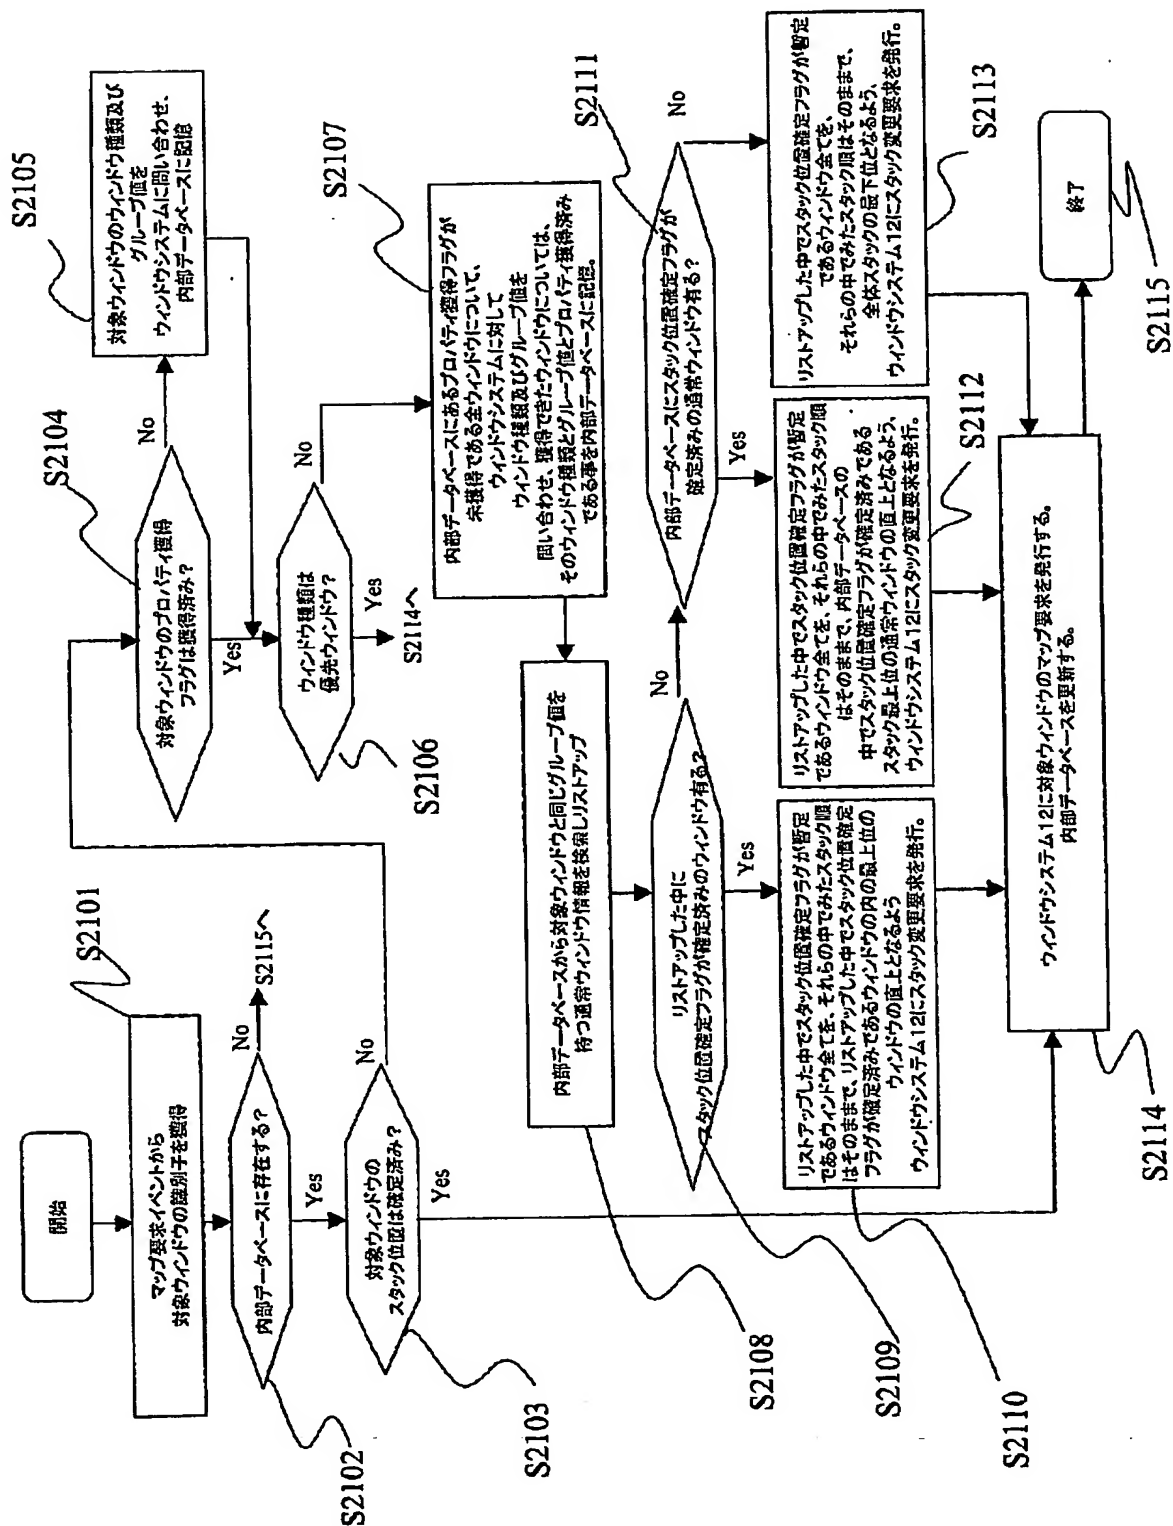 開始
マップ要求イベントから
対象ウィンドウの識別子を獲得
S2101
内部データベースに存在する?
No
S2115へ
Yes
S2102
対象ウィンドウの
スタック位置は確定済み?
No
Yes
S2103
対象ウィンドウのプロパティ獲得
フラグは獲得済み?
S2104
No
Yes
対象ウィンドウのウィンドウ種類及び
グループ値を
ウィンドウシステムに問い合わせ、
内部データベースに記憶
S2105
ウィンドウ種類は
優先ウィンドウ?
No
Yes
S2114へ
S2106
内部データベースにあるプロパティ獲得フラグが
未獲得である全ウィンドウについて、
ウィンドウシステムに対して
ウィンドウ種類及びグループ値を
問い合わせ、獲得できたウィンドウについては、
そのウィンドウ種類とグループ値とプロパティ獲得済み
である事を内部データベースに記憶。
S2107
内部データベースから対象ウィンドウと同じグループ値を
持つ通常ウィンドウ情報を検索しリストアップ
S2108
リストアップした中に
スタック位置確定フラグが確定済みのウィンドウ有る?
No
Yes
S2109
リストアップした中でスタック位置確定フラグが暫定
であるウィンドウ全てを、それらの中でみたスタック順
はそのままで、リストアップした中でスタック位置確定
フラグが確定済みであるウィンドウの内の最上位の
ウィンドウの直上となるよう
ウィンドウシステム12にスタック変更要求を発行。
S2110
内部データベースにスタック位置確定フラグが
確定済みの通常ウィンドウ有る?
S2111
No
Yes
リストアップした中でスタック位置確定フラグが暫定
であるウィンドウ全てを、それらの中でみたスタック順
はそのままで、内部データベースの
中でスタック位置確定フラグが確定済みである
スタック最上位の通常ウィンドウの直上となるよう、
ウィンドウシステム12にスタック変更要求を発行。
S2112
リストアップした中でスタック位置確定フラグが暫定
であるウィンドウ全てを、
それらの中でみたスタック順はそのままで、
全体スタックの最下位となるよう、
ウィンドウシステム12にスタック変更要求を発行。
S2113
ウィンドウシステム12に対象ウィンドウのマップ要求を発行する。
内部データベースを更新する。
S2114
終了
S2115